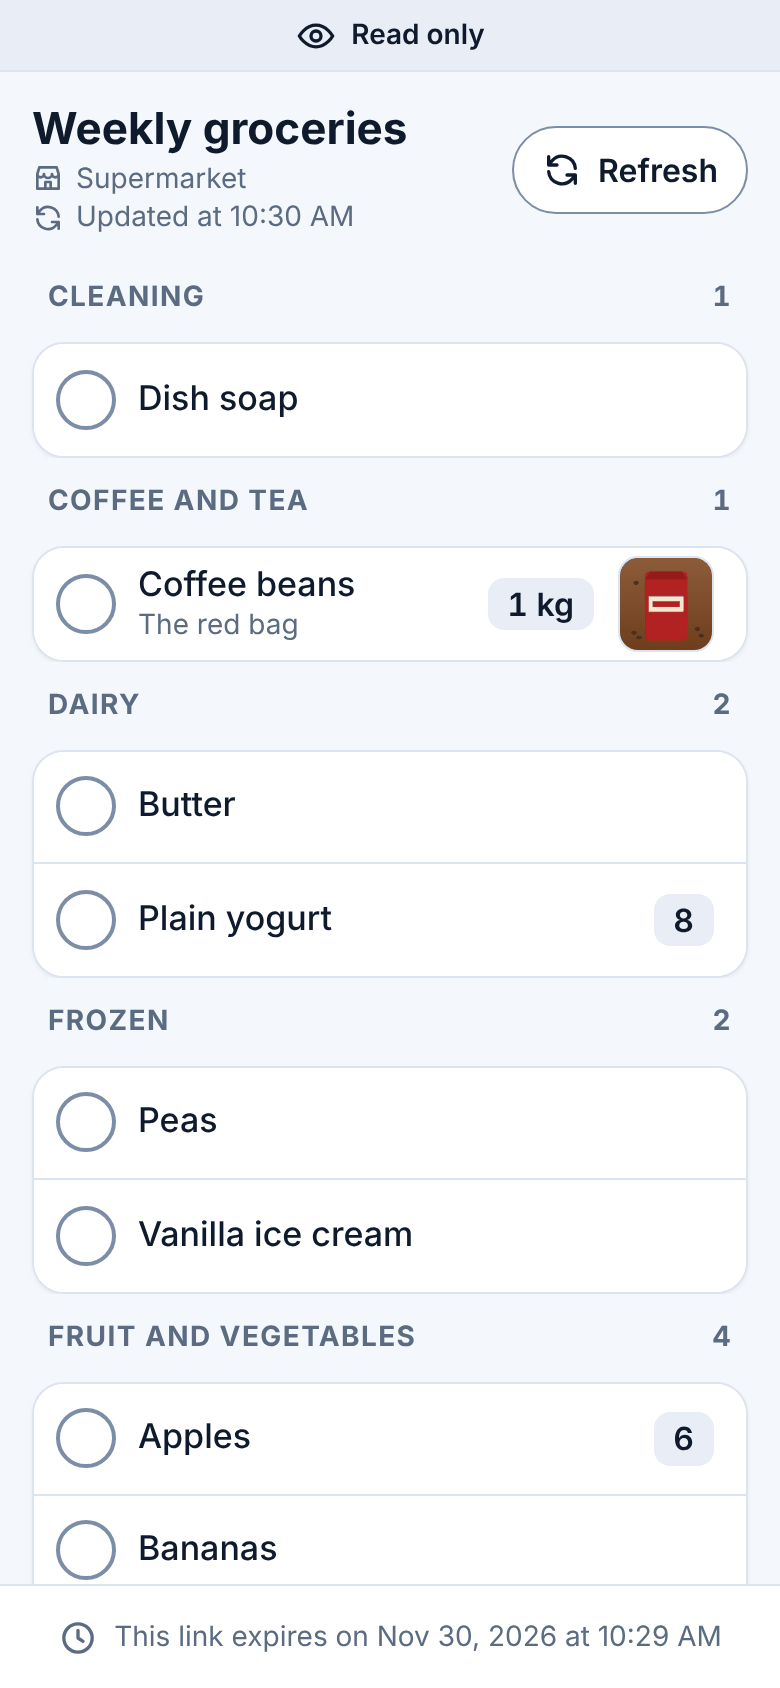 Read only
Weekly groceries
Supermarket
Updated at 10:30 AM
Refresh
CLEANING 1
Dish soap
COFFEE AND TEA 1
Coffee beans
The red bag
1 kg
DAIRY 2
Butter
Plain yogurt 8
FROZEN 2
Peas
Vanilla ice cream
FRUIT AND VEGETABLES 4
Apples 6
Bananas
This link expires on Nov 30, 2026 at 10:29 AM